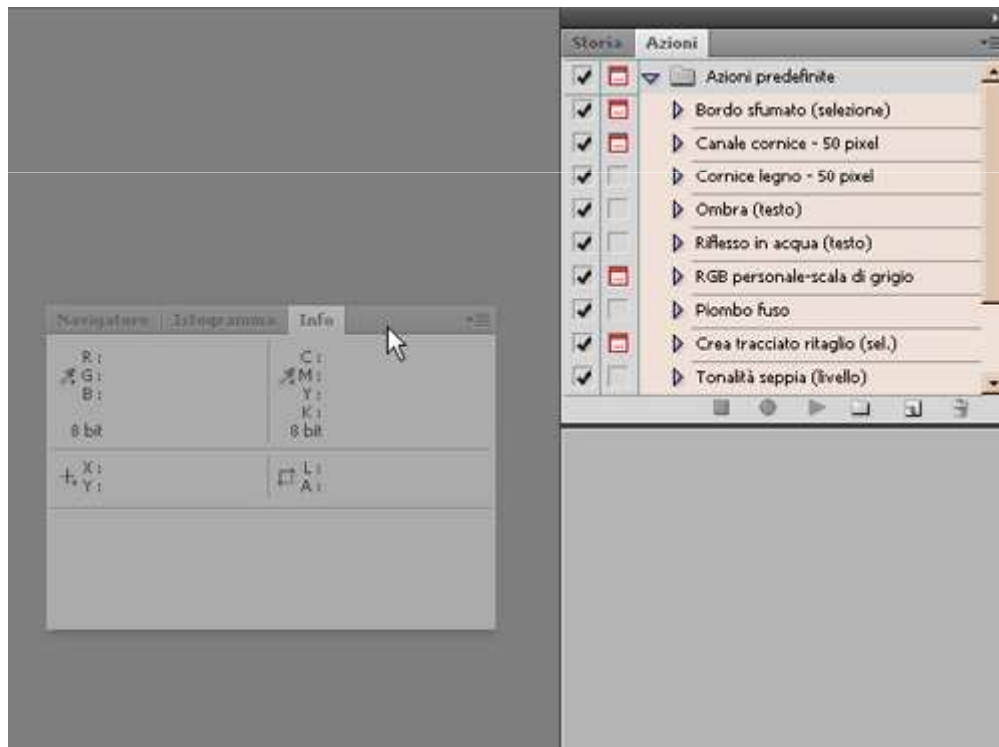 Storia Azioni
Azioni predefinite
Bordo sfumato (selezione)
Canale cornice - 50 pixel
Cornice legno - 50 pixel
Ombra (testo)
Riflesso in acqua (testo)
RGB personale-scala di grigio
Piombo fuso
Crea tracciato ritaglio (sel.)
Tonalità seppia (livello)
Navigatore Istogramma Info
R:
G:
B:
8 bit
C:
M:
Y:
K:
8 bit
X:
Y:
L:
A: